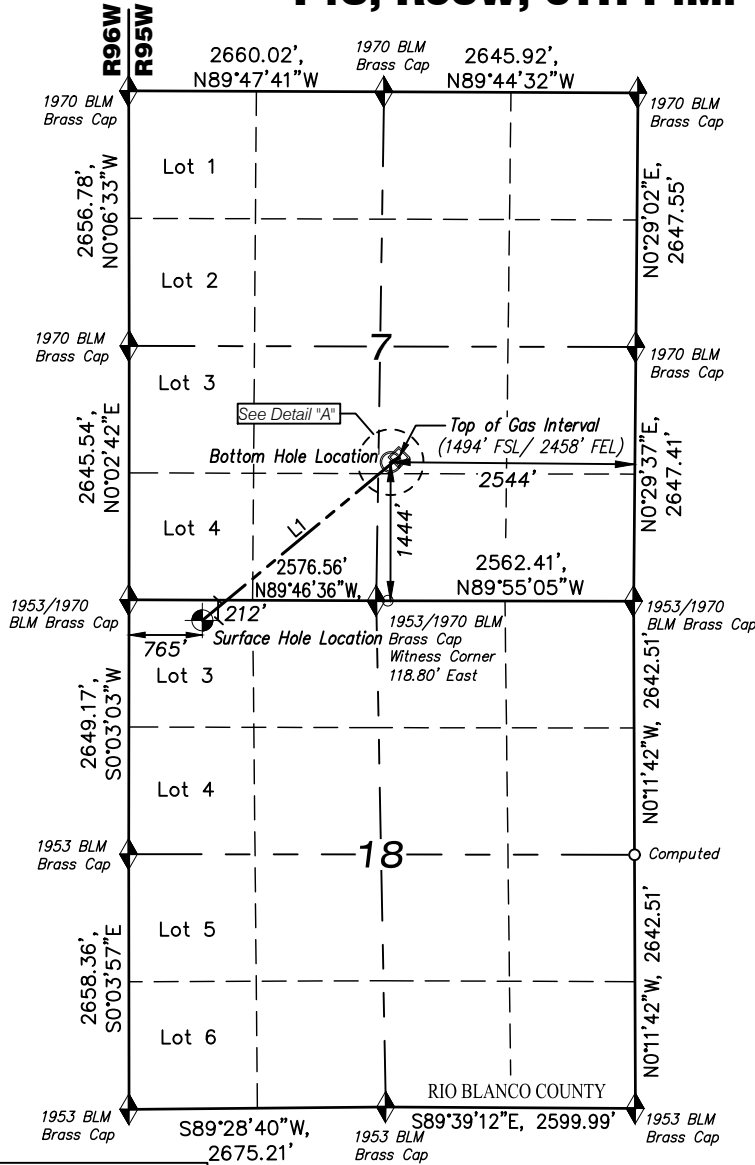 R96W
R95W
2660.02',
N89°47'41"W
1970 BLM
Brass Cap
2645.92',
N89°44'32"W
1970 BLM
Brass Cap
1970 BLM
Brass Cap
2656.78',
N0°06'33"W
Lot 1
N0°29'02"E,
2647.55'
Lot 2
1970 BLM
Brass Cap
7
1970 BLM
Brass Cap
Lot 3
2645.54',
N0°02'42"E
See Detail "A"
Top of Gas Interval
(1494' FSL/ 2458' FEL)
Bottom Hole Location
2544'
N0°29'37"E,
2647.41'
Lot 4
L1
1444'
2576.56'
N89°46'36"W,
2562.41',
N89°55'05"W
1953/1970
BLM Brass Cap
212'
1953/1970
BLM Brass Cap
765'
Surface Hole Location
1953/1970 BLM
Brass Cap
Witness Corner
118.80' East
Lot 3
2649.17'
S0°03'03"W
N0°11'42"W, 2642.51'
Lot 4
1953 BLM
Brass Cap
18
Computed
Lot 5
2658.36',
S0°03'57"E
N0°11'42"W, 2642.51'
Lot 6
RIO BLANCO COUNTY
1953 BLM
Brass Cap
S89°28'40"W,
2675.21'
1953 BLM
Brass Cap
S89°39'12"E, 2599.99'
1953 BLM
Brass Cap